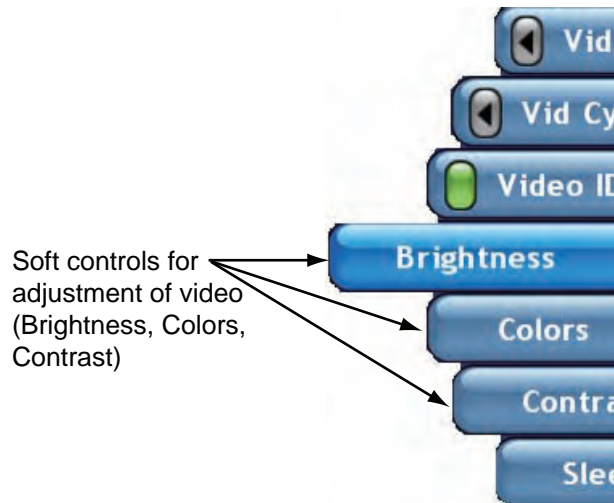 Vid
Vid Cy
Video ID
Brightness
Soft controls for
adjustment of video
(Brightness, Colors,
Contrast)
Colors
Contra
Slee